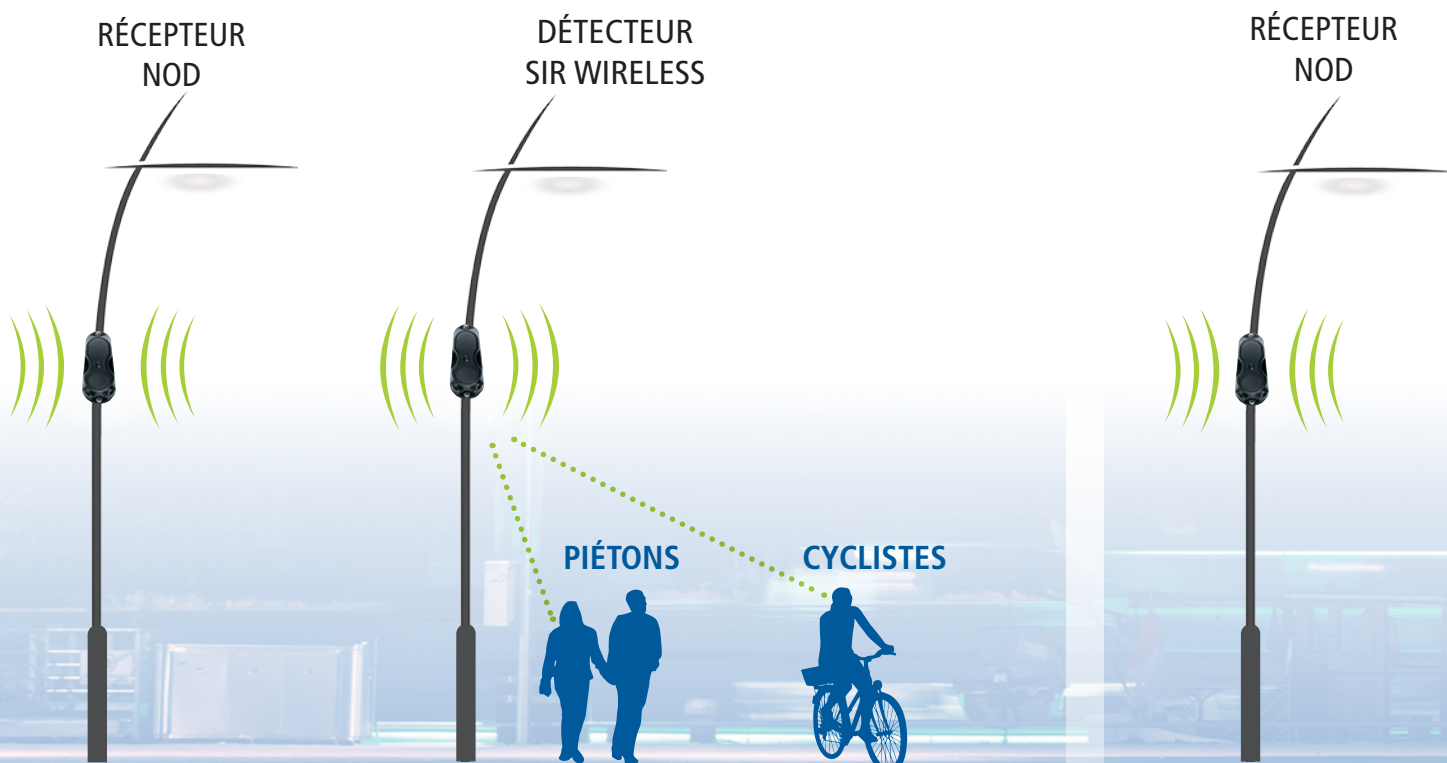 RÉCEPTEUR
NOD
DÉTECTEUR
SIR WIRELESS
RÉCEPTEUR
NOD
PIÉTONS
CYCLISTES